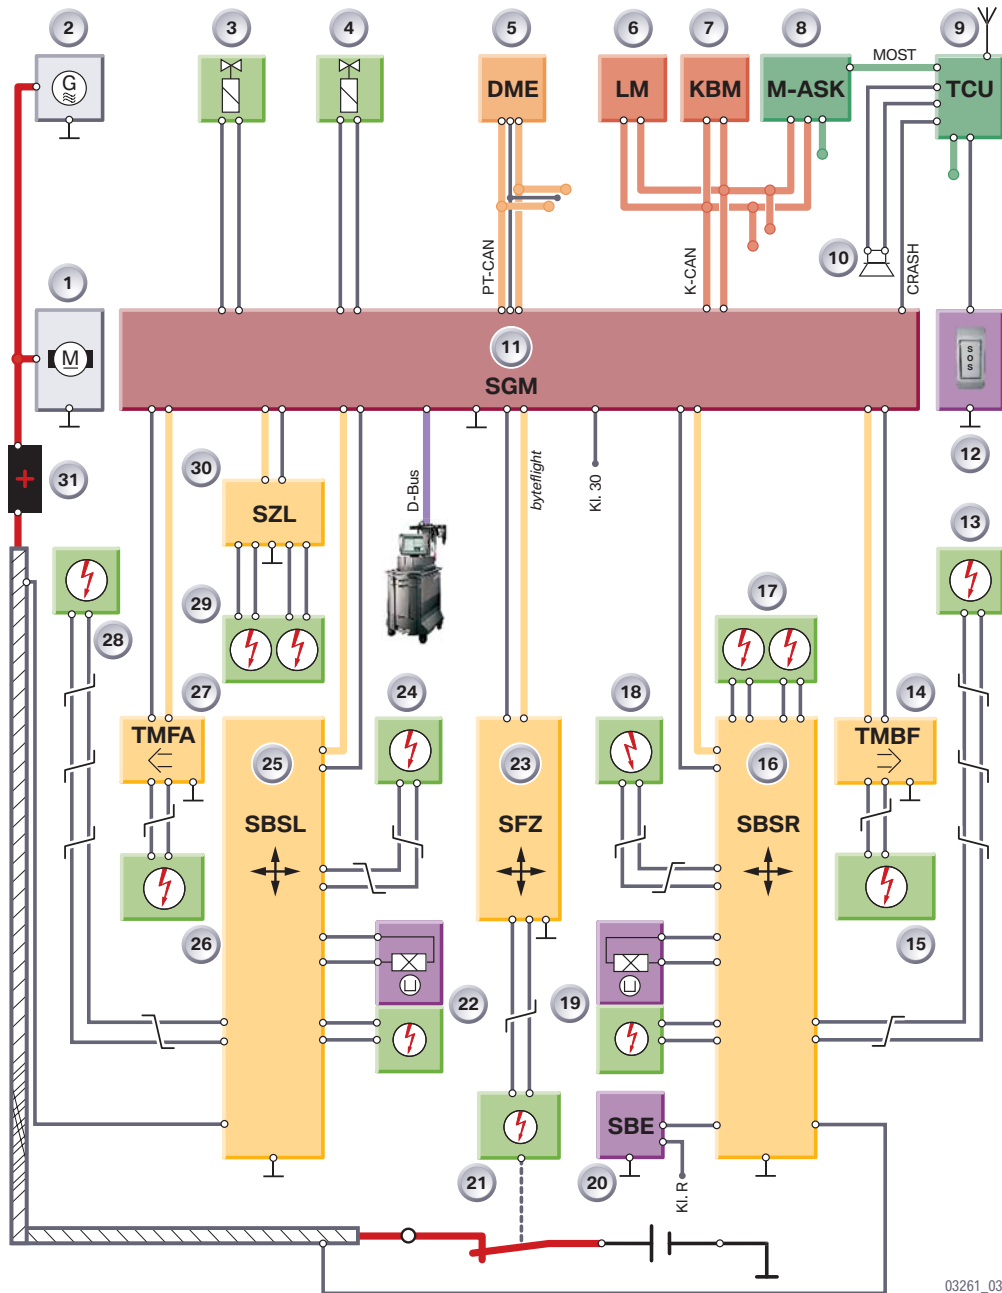 2
3
4
5
6
7
8
9
G
DME
LM
KBM
M-ASK
MOST
TCU
10
PT-CAN
K-CAN
CRASH
1
M
11
SGM
SOS
12
31
30
SZL
D-Bus
byteflight
Kl. 30
13
28
29
17
27
24
18
14
TMFA
25
23
16
TMBF
SBSL
SFZ
SBSR
26
15
22
19
SBE
21
20
Kl. R
03261_03